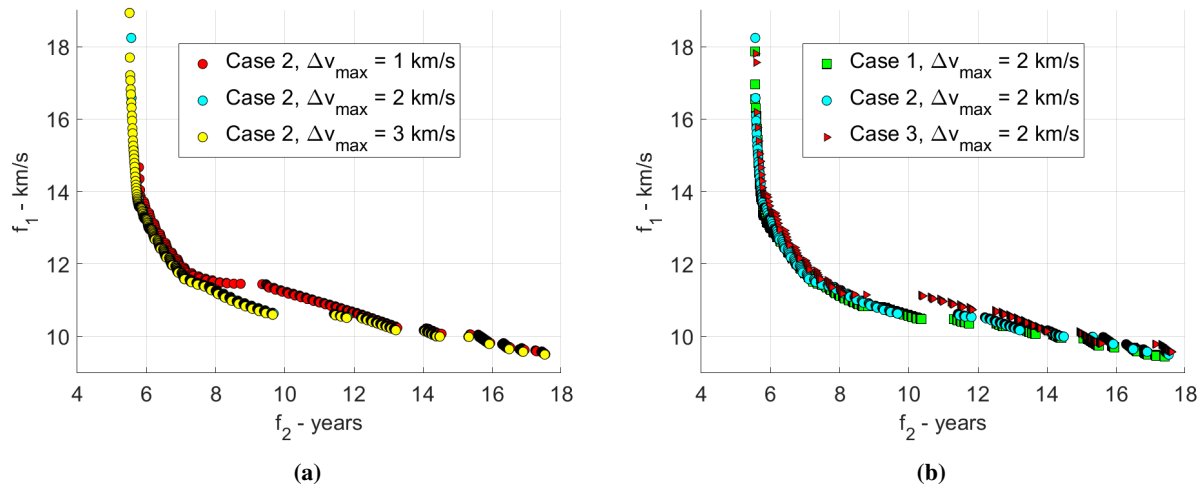 18
16
14
12
10
f1 - km/s
4 6 8 10 12 14 16 18
f2 - years
Case 2, Δvmax = 1 km/s
Case 2, Δvmax = 2 km/s
Case 2, Δvmax = 3 km/s
(a)
18
16
14
12
10
f1 - km/s
4 6 8 10 12 14 16 18
f2 - years
Case 1, Δvmax = 2 km/s
Case 2, Δvmax = 2 km/s
Case 3, Δvmax = 2 km/s
(b)